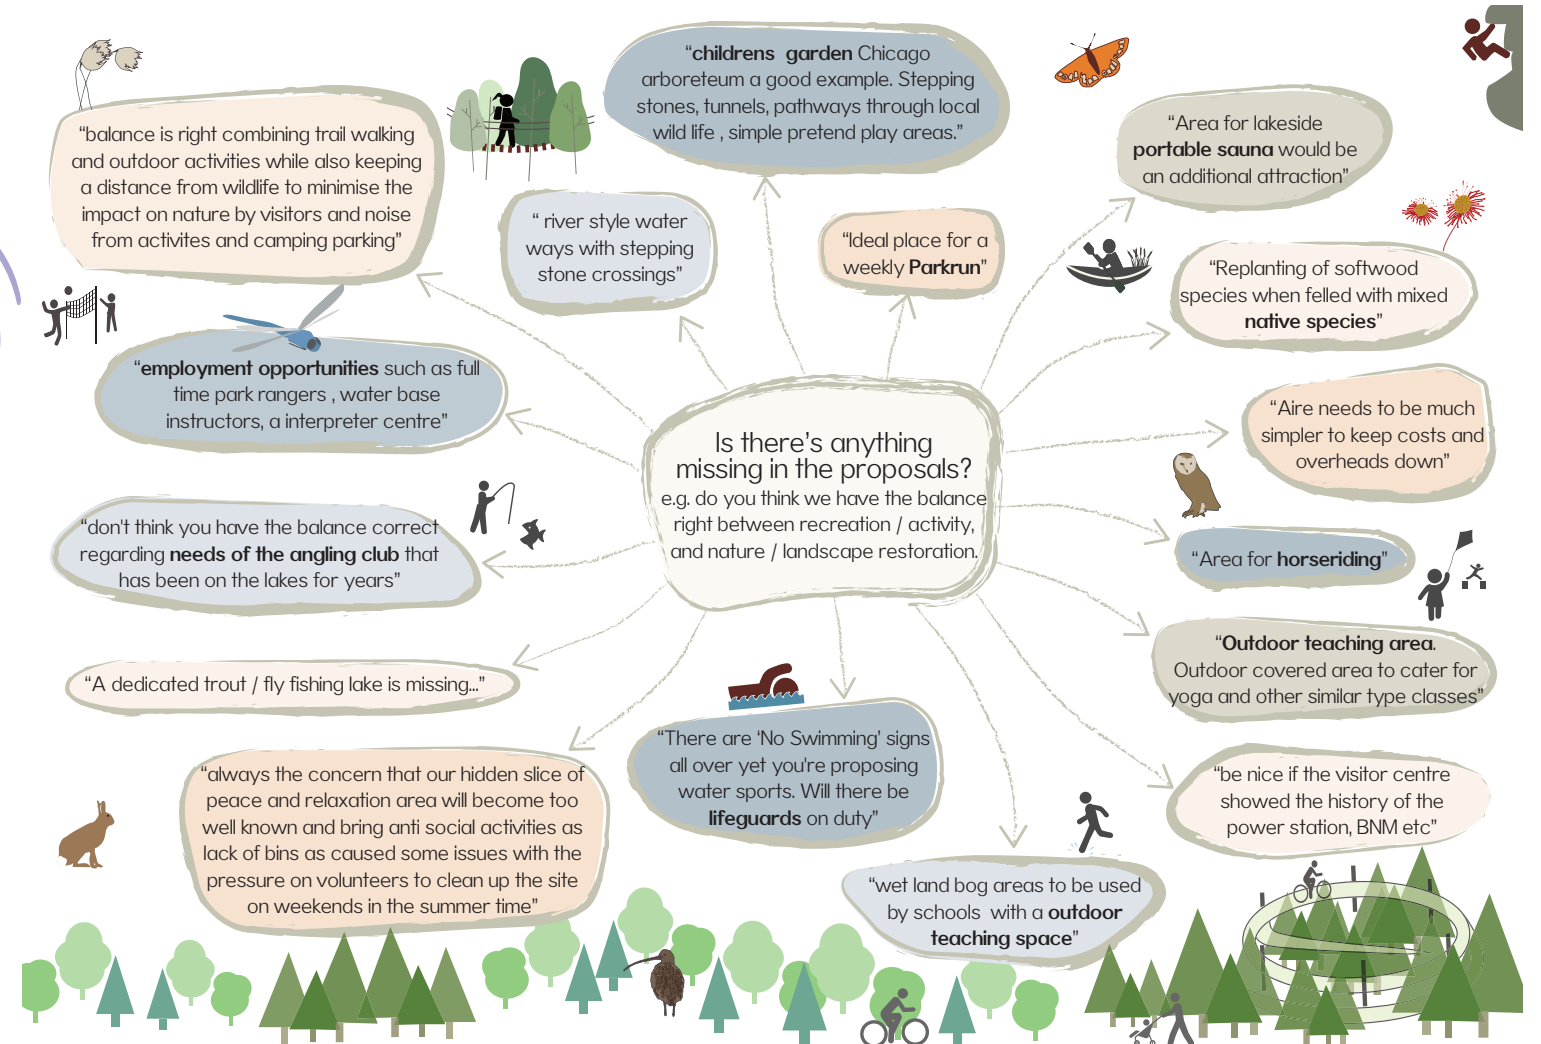 “childrens  garden Chicago
arboreteum a good example. Stepping
stones, tunnels, pathways through local
wild life , simple pretend play areas.”
“balance is right combining trail walking
and outdoor activities while also keeping
a distance from wildlife to minimise the
impact on nature by visitors and noise
from activites and camping parking”
“ river style water
ways with stepping
stone crossings”
“Ideal place for a
weekly Parkrun”
“Area for lakeside
portable sauna would be
an additional attraction”
“Replanting of softwood
species when felled with mixed
native species”
“employment opportunities such as full
time park rangers , water base
instructors, a interpreter centre”
Is there’s anything
missing in the proposals?
e.g. do you think we have the balance
right between recreation / activity,
and nature / landscape restoration.
“Aire needs to be much
simpler to keep costs and
overheads down”
“don't think you have the balance correct
regarding needs of the angling club that
has been on the lakes for years”
“Area for horseriding”
“A dedicated trout / fly fishing lake is missing...”
“Outdoor teaching area.
Outdoor covered area to cater for
yoga and other similar type classes”
“There are ‘No Swimming’ signs
all over yet you're proposing
water sports. Will there be
lifeguards on duty”
“always the concern that our hidden slice of
peace and relaxation area will become too
well known and bring anti social activities as
lack of bins as caused some issues with the
pressure on volunteers to clean up the site
on weekends in the summer time”
“be nice if the visitor centre
showed the history of the
power station, BNM etc”
“wet land bog areas to be used
by schools  with a outdoor
teaching space”